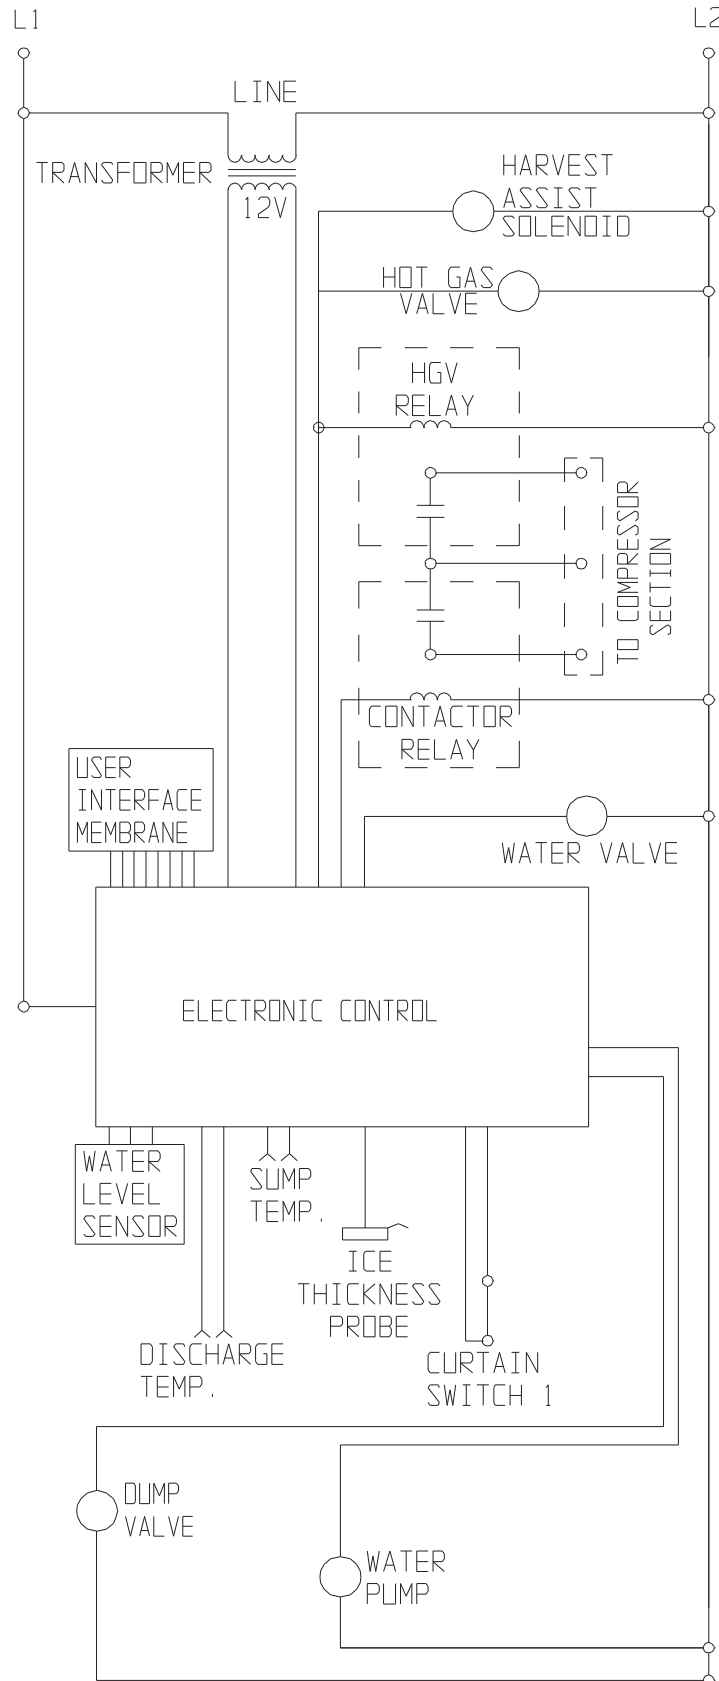 L1
L2
LINE
TRANSFORMER
12V
HARVEST
ASSIST
SOLENOID
HOT GAS
VALVE
HGV
RELAY
TO COMPRESSOR
SECTION
CONTACTOR
RELAY
USER
INTERFACE
MEMBRANE
WATER VALVE
ELECTRONIC CONTROL
WATER
LEVEL
SENSOR
SUMP
TEMP.
ICE
THICKNESS
PROBE
DISCHARGE
TEMP.
CURTAIN
SWITCH 1
DUMP
VALVE
WATER
PUMP